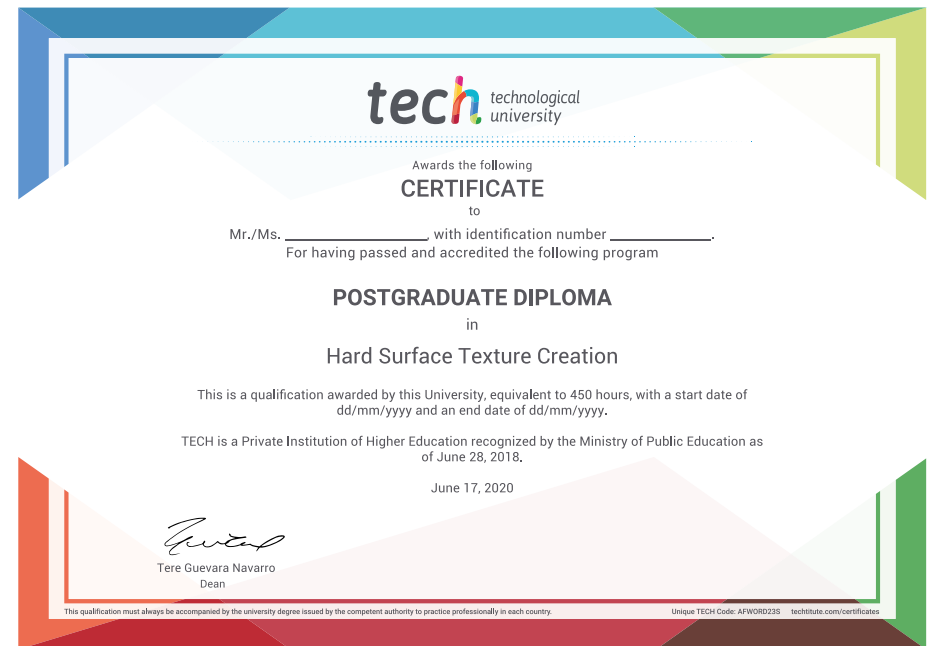 tech technological
university
Awards the following
CERTIFICATE
to
Mr./Ms. ____________________, with identification number ______________.
For having passed and accredited the following program
POSTGRADUATE DIPLOMA
in
Hard Surface Texture Creation
This is a qualification awarded by this University, equivalent to 450 hours, with a start date of
dd/mm/yyyy and an end date of dd/mm/yyyy.
TECH is a Private Institution of Higher Education recognized by the Ministry of Public Education as
of June 28, 2018.
June 17, 2020
Tere Guevara Navarro
Dean
This qualification must always be accompanied by the university degree issued by the competent authority to practice professionally in each country.
Unique TECH Code: AFWORD23S techtitute.com/certificates